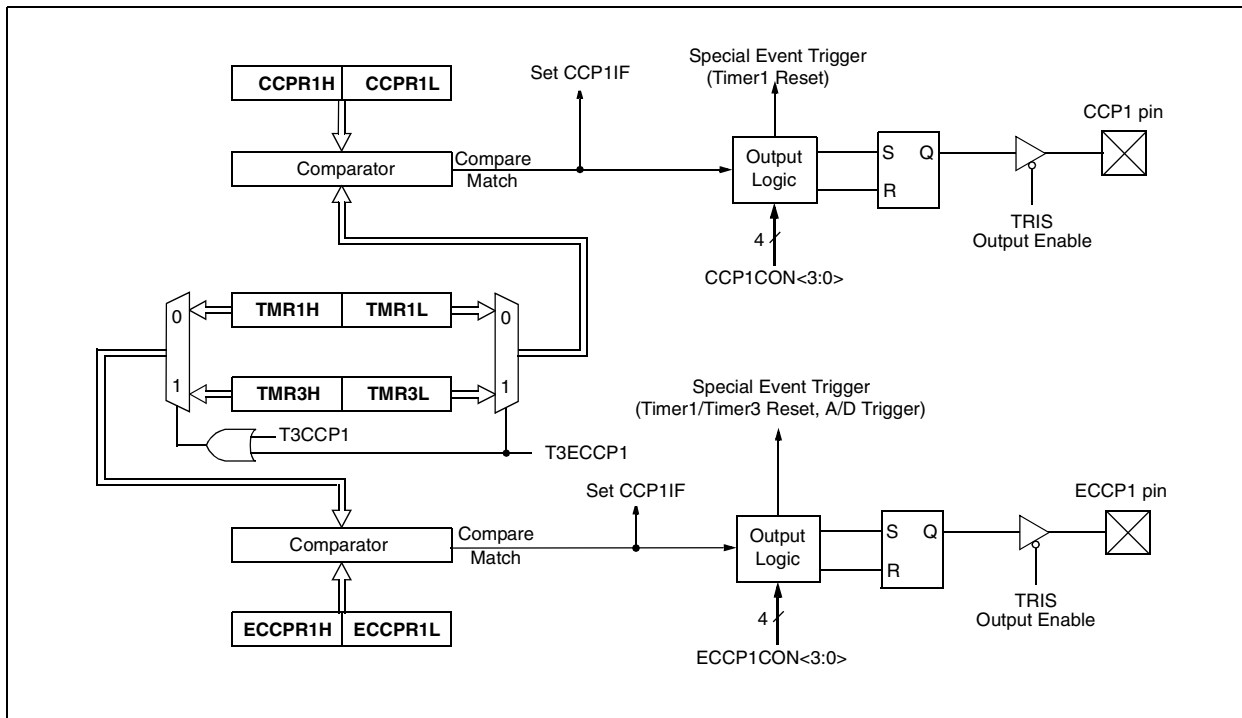 CCPR1H CCPR1L
Set CCP1IF
Special Event Trigger
(Timer1 Reset)
CCP1 pin
Comparator
Compare
Match
Output
Logic
S Q
R
TRIS
Output Enable
4
CCP1CON<3:0>
0
TMR1H TMR1L
0
1
TMR3H TMR3L
1
T3CCP1
T3ECCP1
Special Event Trigger
(Timer1/Timer3 Reset, A/D Trigger)
Set CCP1IF
ECCP1 pin
Comparator
Compare
Match
Output
Logic
S Q
R
TRIS
Output Enable
4
ECCP1CON<3:0>
ECCPR1H ECCPR1L